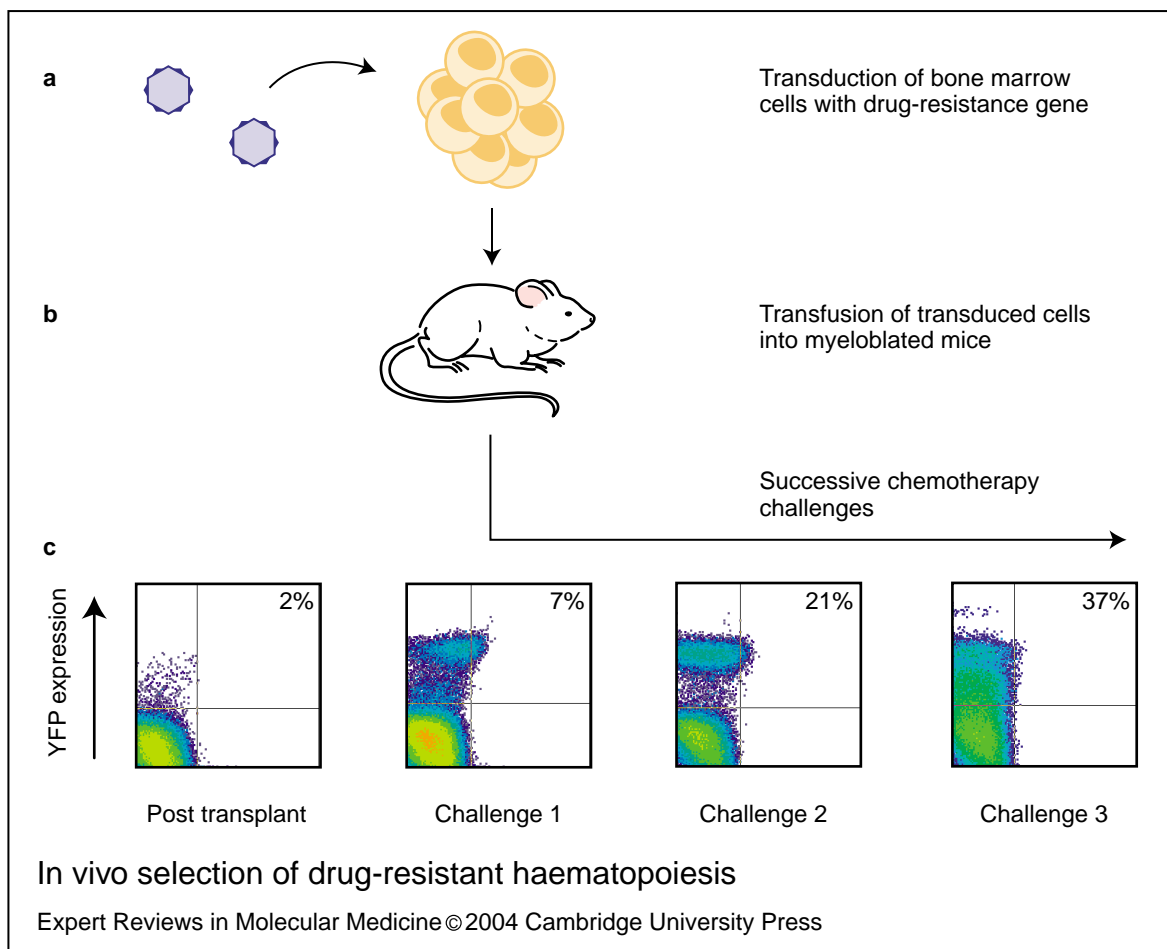 a
Transduction of bone marrow
cells with drug-resistance gene
b
Transfusion of transduced cells
into myeloblated mice
Successive chemotherapy
challenges
c
YFP expression
2%
7%
21%
37%
Post transplant
Challenge 1
Challenge 2
Challenge 3
In vivo selection of drug-resistant haematopoiesis
Expert Reviews in Molecular Medicine © 2004 Cambridge University Press